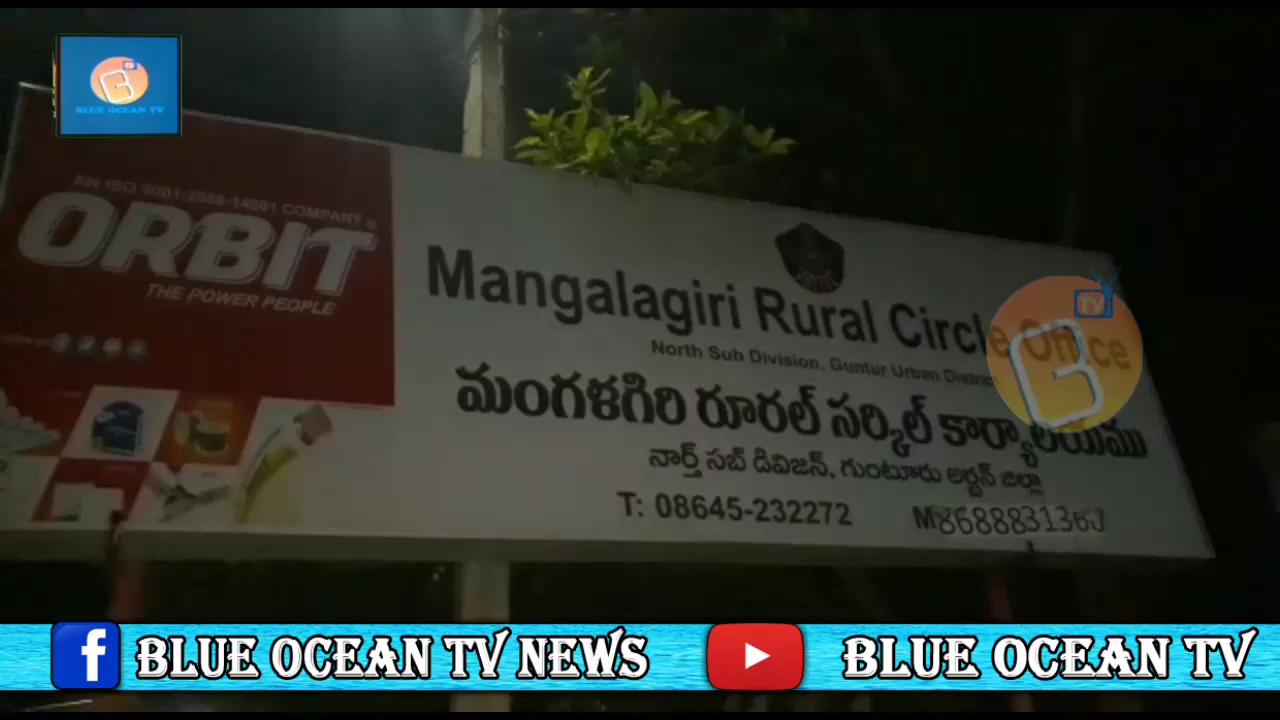 BLUE OCEAN TV
AN ISO 9001:2008-14001 COMPANY
ORBIT
THE POWER PEOPLE
Mangalagiri Rural Circle Office
North Sub Division, Guntur Urban District
TV
మంగళగిరి రూరల్ సర్కిల్ కార్యాలయము
నార్త్ సబ్ డివిజన్, గుంటూరు అర్బన్ జిల్లా
T: 08645-232272
BLUE OCEAN TV NEWS
BLUE OCEAN TV